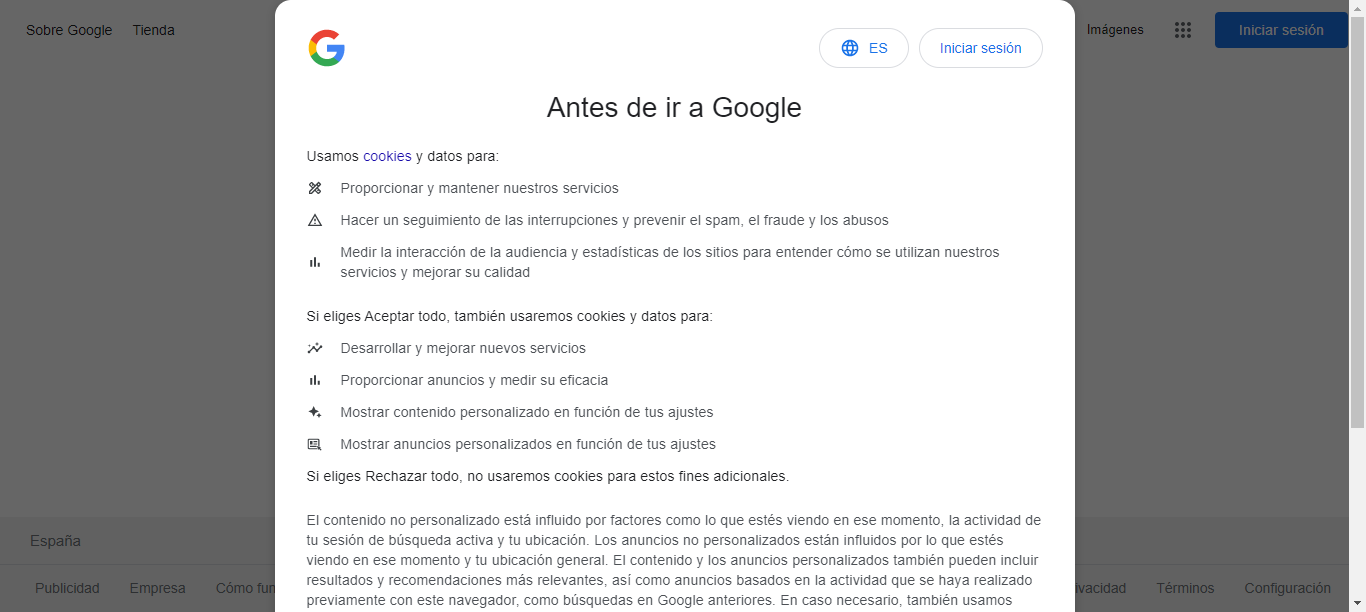 Sobre Google Tienda
Imágenes
Iniciar sesión
ES
Iniciar sesión
Antes de ir a Google
Usamos cookies y datos para:
Proporcionar y mantener nuestros servicios
Hacer un seguimiento de las interrupciones y prevenir el spam, el fraude y los abusos
Medir la interacción de la audiencia y estadísticas de los sitios para entender cómo se utilizan nuestros
servicios y mejorar su calidad
Si eliges Aceptar todo, también usaremos cookies y datos para:
Desarrollar y mejorar nuevos servicios
Proporcionar anuncios y medir su eficacia
Mostrar contenido personalizado en función de tus ajustes
Mostrar anuncios personalizados en función de tus ajustes
Si eliges Rechazar todo, no usaremos cookies para estos fines adicionales.
El contenido no personalizado está influido por factores como lo que estés viendo en ese momento, la actividad de
tu sesión de búsqueda activa y tu ubicación. Los anuncios no personalizados están influidos por lo que estés
viendo en ese momento y tu ubicación general. El contenido y los anuncios personalizados también pueden incluir
resultados y recomendaciones más relevantes, así como anuncios basados en la actividad que se haya realizado
previamente con este navegador, como búsquedas en Google anteriores. En caso necesario, también usamos
España
Publicidad Empresa Cómo fun
ivacidad Términos Configuración